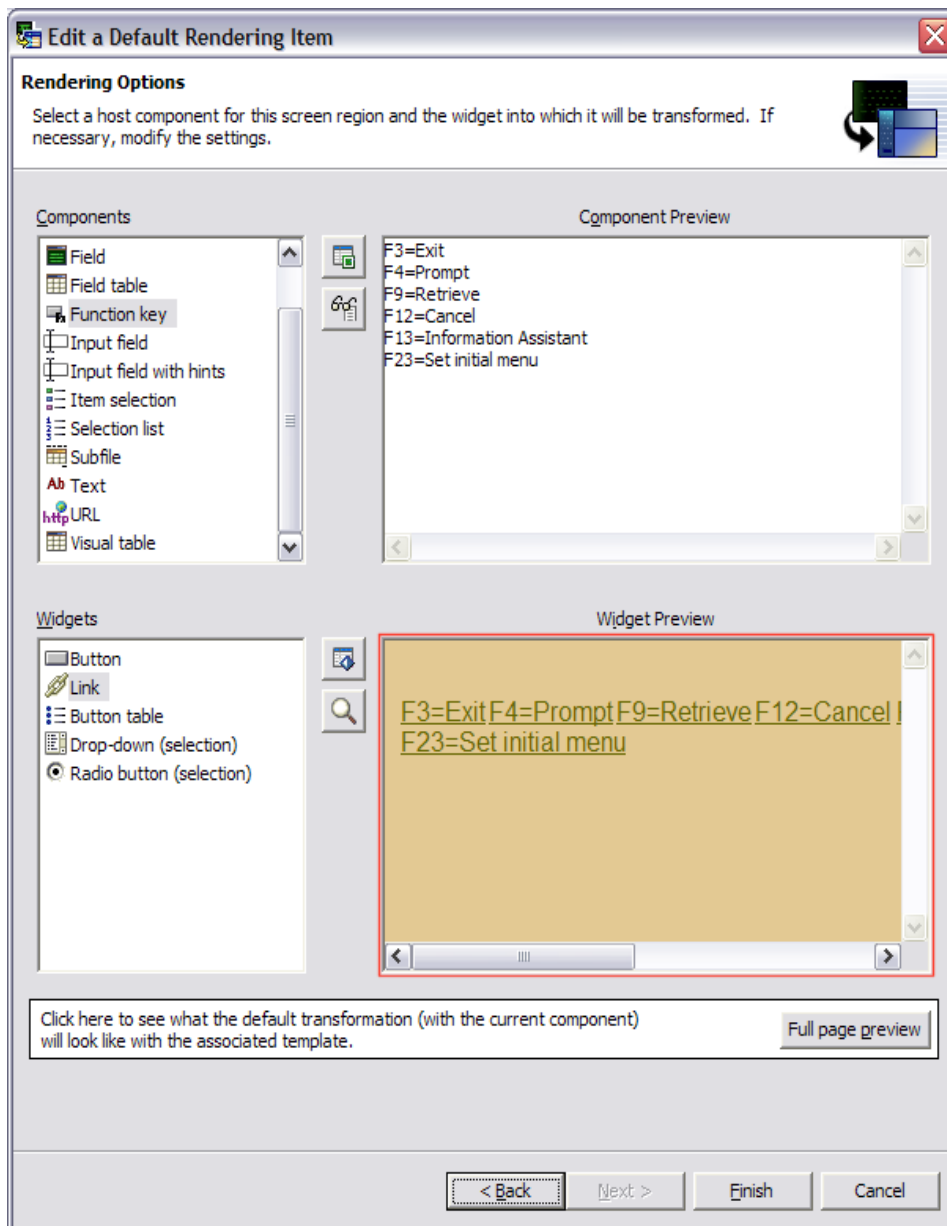 Edit a Default Rendering Item
Rendering Options
Select a host component for this screen region and the widget into which it will be transformed. If
necessary, modify the settings.
Components
Component Preview
Field
Field table
Function key
Input field
Input field with hints
Item selection
Selection list
Subfile
Ab Text
http URL
Visual table
F3=Exit
F4=Prompt
F9=Retrieve
F12=Cancel
F13=Information Assistant
F23=Set initial menu
Widgets
Widget Preview
Button
Link
Button table
Drop-down (selection)
Radio button (selection)
F3=Exit F4=Prompt F9=Retrieve F12=Cancel
F23=Set initial menu
Click here to see what the default transformation (with the current component)
will look like with the associated template.
Full page preview
< Back
Next >
Finish
Cancel